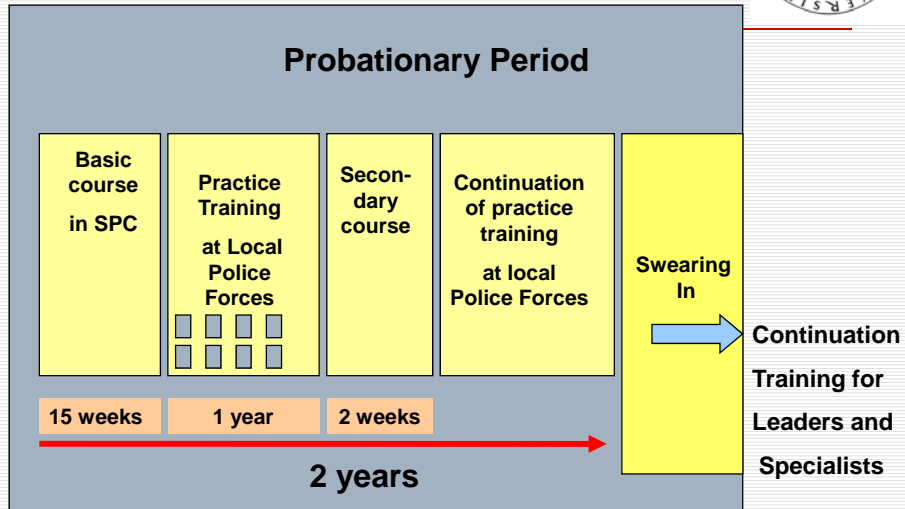 Probationary Period
Basic
course
in SPC
Practice
Training
at Local
Police
Forces
Secon-
dary
course
Continuation
of practice
training
at local
Police Forces
Swearing
In
Continuation
Training for
Leaders and
Specialists
15 weeks
1 year
2 weeks
2 years